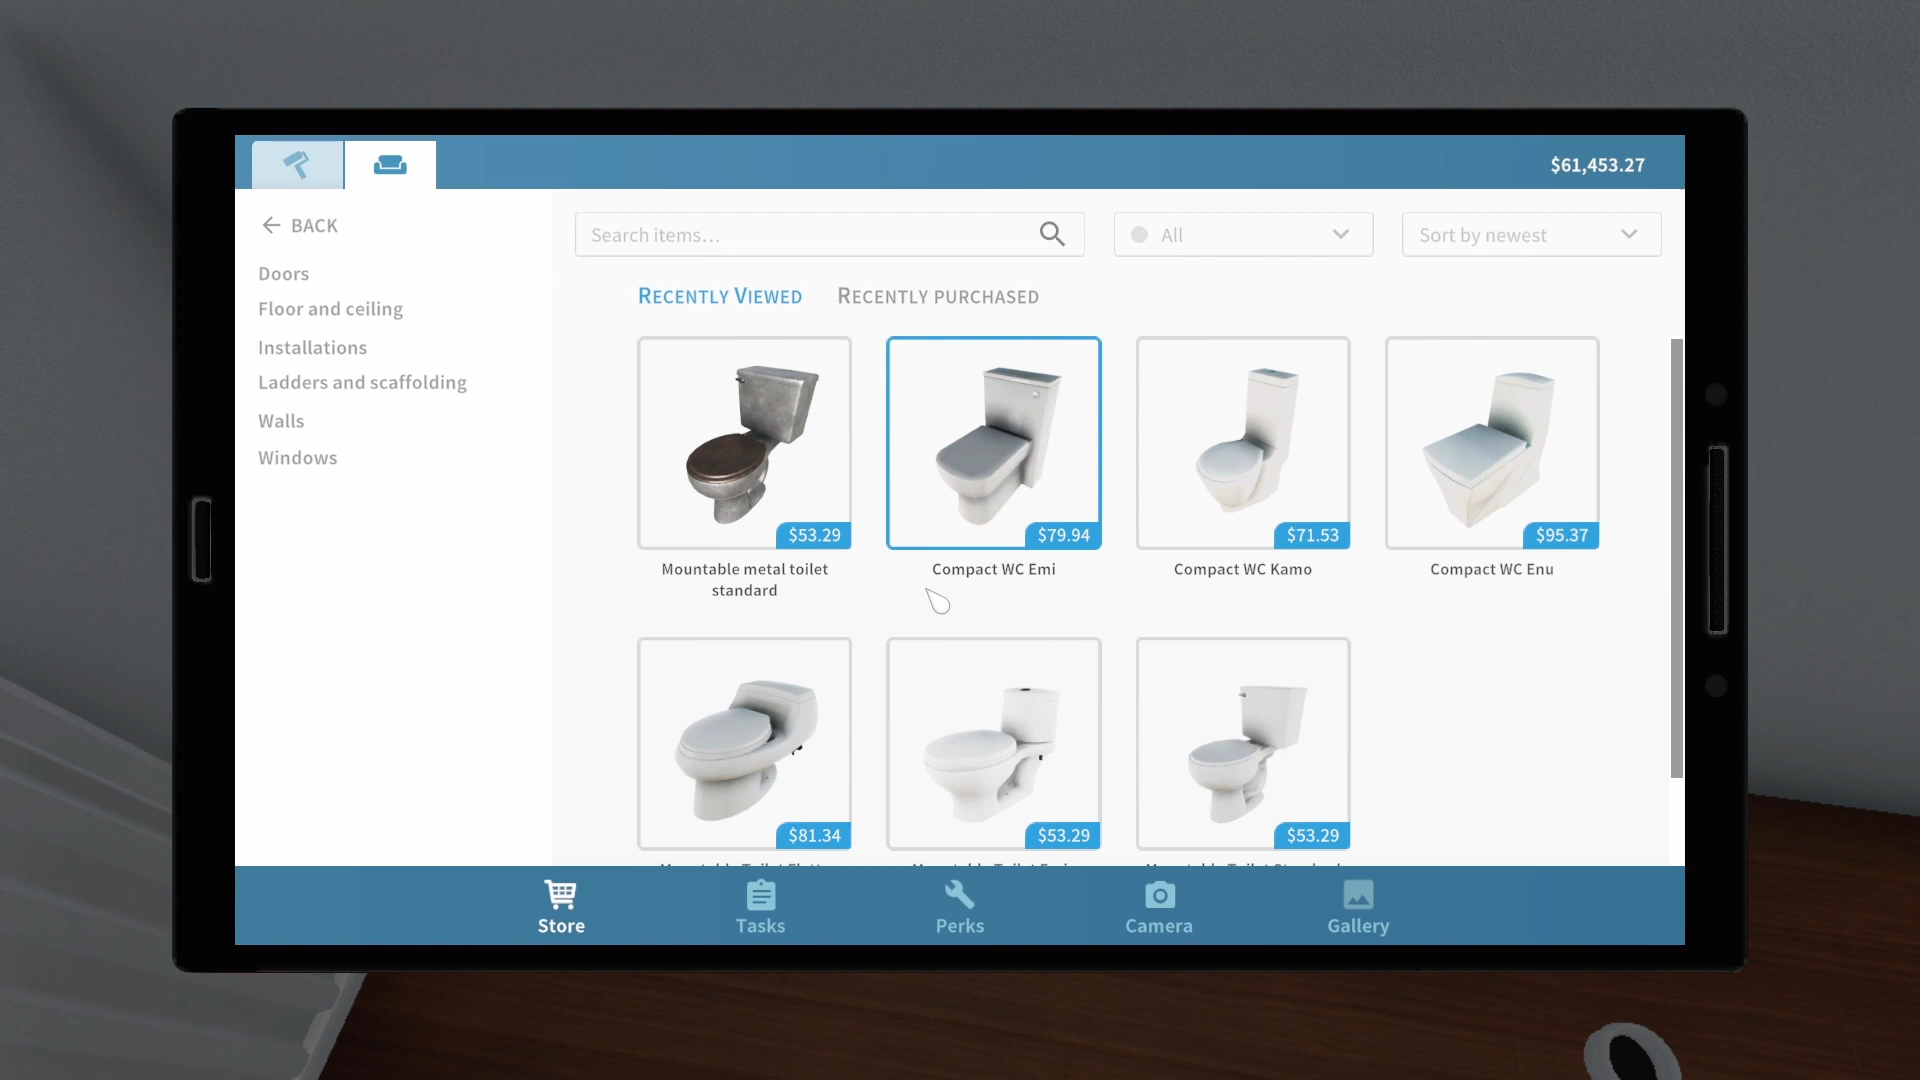 $61,453.27
BACK
Doors
Floor and ceiling
Installations
Ladders and scaffolding
Walls
Windows
Search items...
All
Sort by newest
RECENTLY VIEWED
RECENTLY PURCHASED
$53.29
$79.94
$71.53
$95.37
Mountable metal toilet
standard
Compact WC Emi
Compact WC Kamo
Compact WC Enu
$81.34
$53.29
$53.29
Store
Tasks
Perks
Camera
Gallery